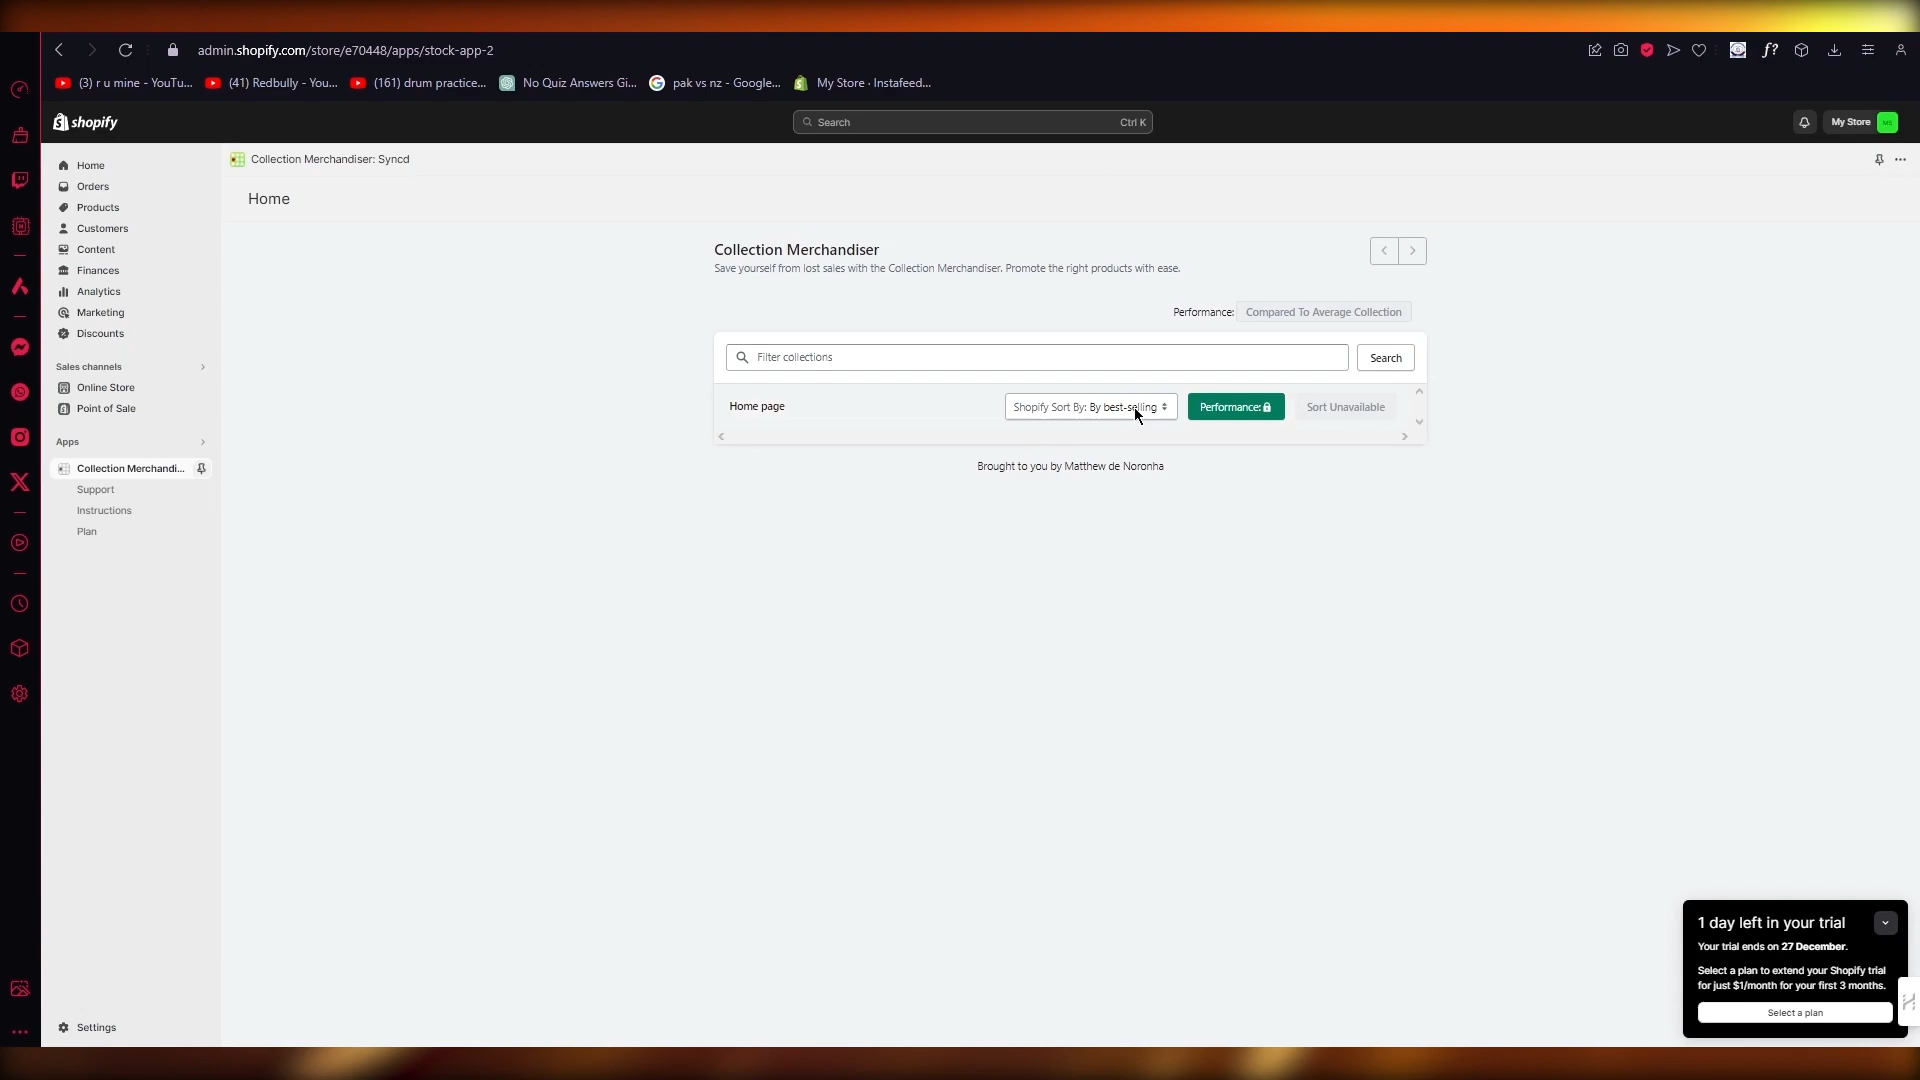 admin.shopify.com/store/e70448/apps/stock-app-2
(3) r u mine - YouTu...
(41) Redbully - You...
(161) drum practice...
No Quiz Answers Gi...
pak vs nz - Google...
My Store · Instafeed...
shopify
Search
Ctrl K
My Store
Home
Orders
Products
Customers
Content
Finances
Analytics
Marketing
Discounts
Sales channels
Online Store
Point of Sale
Apps
Collection Merchandi...
Support
Instructions
Plan
Settings
Collection Merchandiser: Syncd
Home
Collection Merchandiser
Save yourself from lost sales with the Collection Merchandiser. Promote the right products with ease.
Performance: Compared To Average Collection
Filter collections
Search
Home page
Shopify Sort By: By best-selling
Performance:
Sort Unavailable
Brought to you by Matthew de Noronha
1 day left in your trial
Your trial ends on 27 December.
Select a plan to extend your Shopify trial
for just $1/month for your first 3 months.
Select a plan